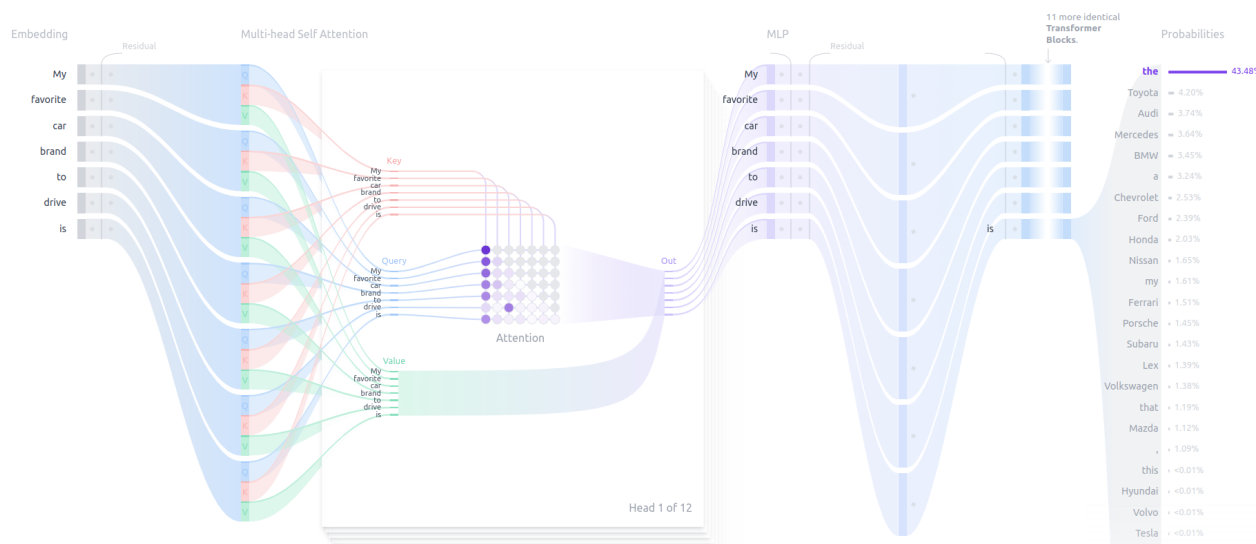 11 more identical
Transformer
Blocks.
Embedding
Multi-head Self Attention
MLP
Probabilities
Residual
Residual
My
favorite
car
brand
to
drive
is
Q
K
V
Q
K
V
Q
K
V
Q
K
V
Q
K
V
Q
K
V
Q
K
V
Key
My
favorite
car
brand
to
drive
is
Query
My
favorite
car
brand
to
drive
is
Value
My
favorite
car
brand
to
drive
is
Attention
Out
Head 1 of 12
My
favorite
car
brand
to
drive
is
is
the 43.48%
Toyota 4.20%
Audi 3.74%
Mercedes 3.64%
BMW 3.45%
a 3.24%
Chevrolet 2.53%
Ford 2.39%
Honda 2.03%
Nissan 1.65%
my 1.61%
Ferrari 1.51%
Porsche 1.45%
Subaru 1.43%
Lex 1.39%
Volkswagen 1.38%
that 1.19%
Mazda 1.12%
, 1.09%
this <0.01%
Hyundai <0.01%
Volvo <0.01%
Tesla <0.01%